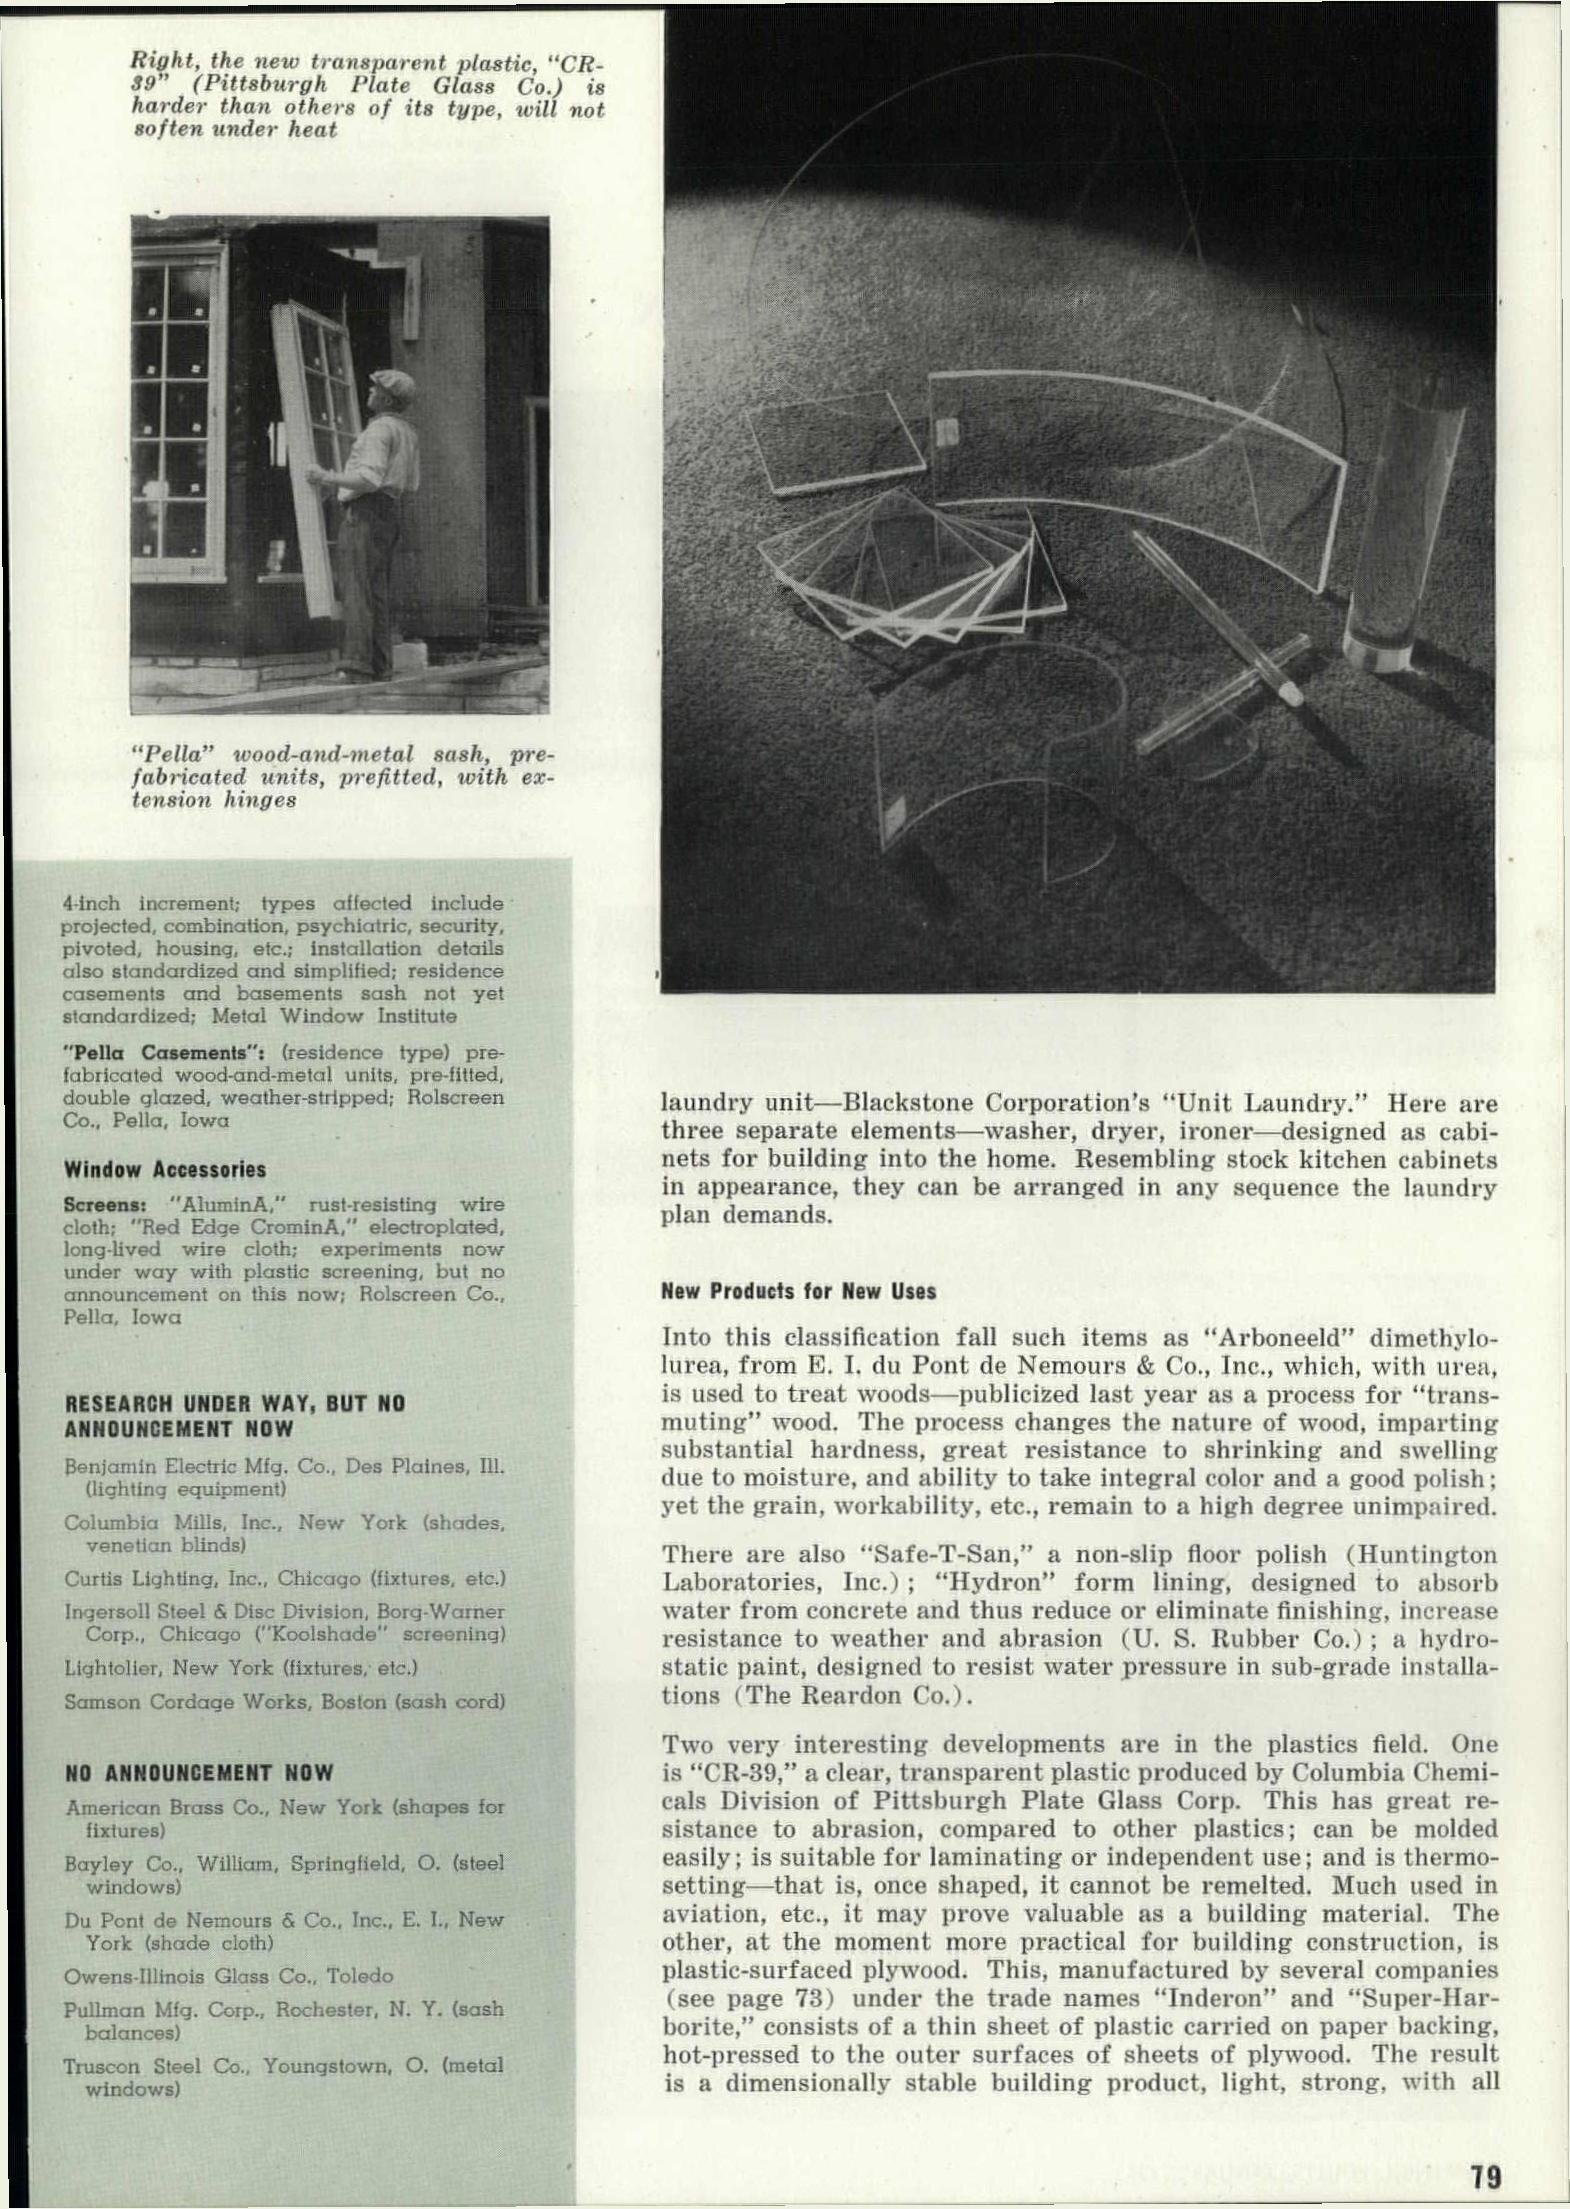 Right, the new transparent plastic, “CR-
39” (Pittsburgh Plate Glass Co.) is
harder than others of its type, will not
soften under heat
“Pella” wood-and-metal sash, pre-
fabricated units, prefitted, with ex-
tension hinges
4-inch increment; types affected include
projected, combination, psychiatric, security,
pivoted, housing, etc.; installation details
also standardized and simplified; residence
casements and basements sash not yet
standardized; Metal Window Institute
"Pella Casements": (residence type) pre-
fabricated wood-and-metal units, pre-fitted,
double glazed, weather-stripped; Rolscreen
Co., Pella, Iowa
Window Accessories
Screens: "AluminA," rust-resisting wire
cloth; "Red Edge CrominA," electroplated,
long-lived wire cloth; experiments now
under way with plastic screening, but no
announcement on this now; Rolscreen Co.,
Pella, Iowa
RESEARCH UNDER WAY, BUT NO
ANNOUNCEMENT NOW
Benjamin Electric Mfg. Co., Des Plaines, Ill.
(lighting equipment)
Columbia Mills, Inc., New York (shades,
venetian blinds)
Curtis Lighting, Inc., Chicago (fixtures, etc.)
Ingersoll Steel & Disc Division, Borg-Warner
Corp., Chicago ("Koolshade" screening)
Lightolier, New York (fixtures, etc.)
Samson Cordage Works, Boston (sash cord)
NO ANNOUNCEMENT NOW
American Brass Co., New York (shapes for
fixtures)
Bayley Co., William, Springfield, O. (steel
windows)
Du Pont de Nemours & Co., Inc., E. I., New
York (shade cloth)
Owens-Illinois Glass Co., Toledo
Pullman Mfg. Corp., Rochester, N. Y. (sash
balances)
Truscon Steel Co., Youngstown, O. (metal
windows)
laundry unit—Blackstone Corporation's “Unit Laundry.” Here are
three separate elements—washer, dryer, ironer—designed as cabi-
nets for building into the home. Resembling stock kitchen cabinets
in appearance, they can be arranged in any sequence the laundry
plan demands.
New Products for New Uses
Into this classification fall such items as “Arboneeld” dimethylo-
lurea, from E. I. du Pont de Nemours & Co., Inc., which, with urea,
is used to treat woods—publicized last year as a process for “trans-
muting” wood. The process changes the nature of wood, imparting
substantial hardness, great resistance to shrinking and swelling
due to moisture, and ability to take integral color and a good polish;
yet the grain, workability, etc., remain to a high degree unimpaired.
There are also “Safe-T-San,” a non-slip floor polish (Huntington
Laboratories, Inc.); “Hydron” form lining, designed to absorb
water from concrete and thus reduce or eliminate finishing, increase
resistance to weather and abrasion (U. S. Rubber Co.); a hydro-
static paint, designed to resist water pressure in sub-grade installa-
tions (The Reardon Co.).
Two very interesting developments are in the plastics field. One
is “CR-39,” a clear, transparent plastic produced by Columbia Chemi-
cals Division of Pittsburgh Plate Glass Corp. This has great re-
sistance to abrasion, compared to other plastics; can be molded
easily; is suitable for laminating or independent use; and is thermo-
setting—that is, once shaped, it cannot be remelted. Much used in
aviation, etc., it may prove valuable as a building material. The
other, at the moment more practical for building construction, is
plastic-surfaced plywood. This, manufactured by several companies
(see page 73) under the trade names “Inderon” and “Super-Har-
borite,” consists of a thin sheet of plastic carried on paper backing,
hot-pressed to the outer surfaces of sheets of plywood. The result
is a dimensionally stable building product, light, strong, with all
79